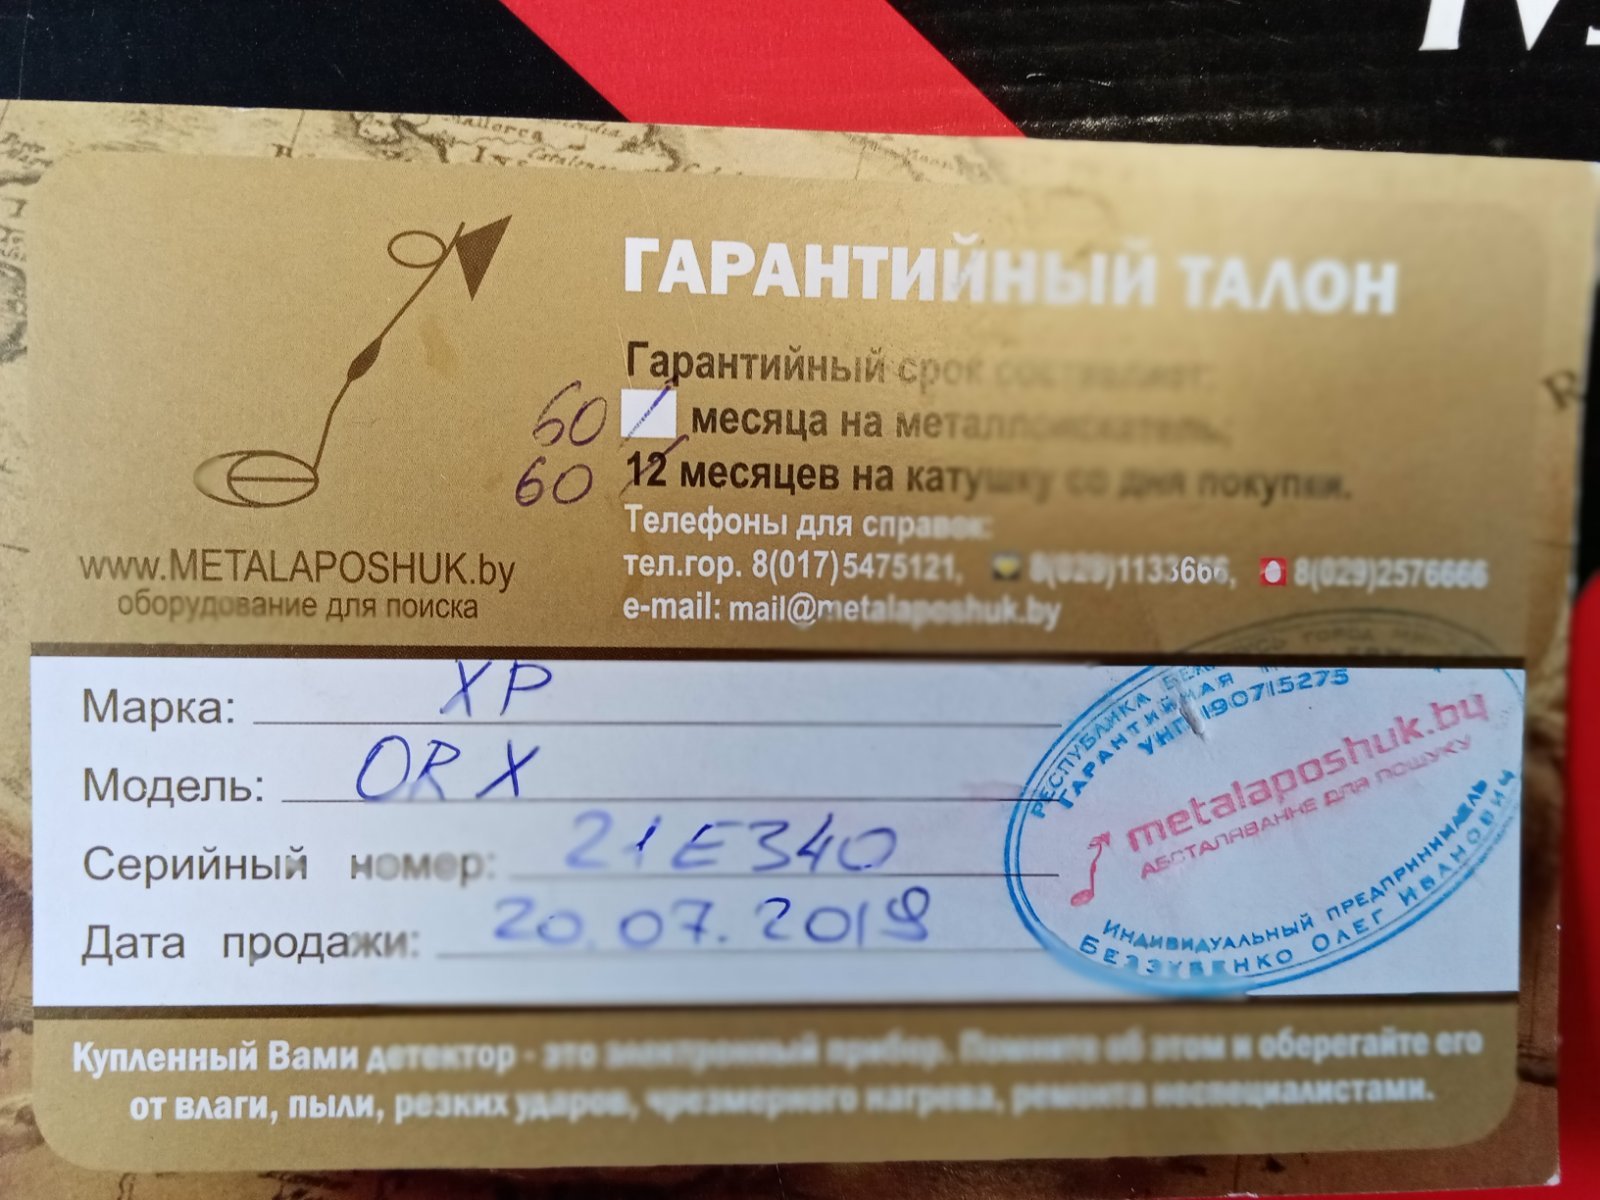 Mallorca
ГАРАНТИЙНЫЙ ТАЛОН
Гарантийный срок составляет:
60 месяца на металлоискатель;
60 12 месяцев на катушку со дня покупки.
Телефоны для справок:
тел.гор. 8(017)5475121, 8(029)1133666, 8(029)2576666
e-mail: mail@metalaposhuk.by
www.METALAPOSHUK.by
оборудование для поиска
Марка: XP
Модель: ORX
Серийный номер: 21E340
Дата продажи: 20.07.2019
РЕСПУБЛИКА
ГАРАНТИЙНАЯ
УНП 190715275
metalaposhuk.by
АБСТАЛЯВАННЕ ДЛЯ ПОШУКУ
ИНДИВИДУАЛЬНЫЙ ПРЕДПРИНИМАТЕЛЬ
БЕЗЗУБЕНКО ОЛЕГ ИВАНОВИЧ
Купленный Вами детектор - это электронный прибор. Помните об этом и оберегайте его
от влаги, пыли, резких ударов, чрезмерного нагрева, ремонта неспециалистами.